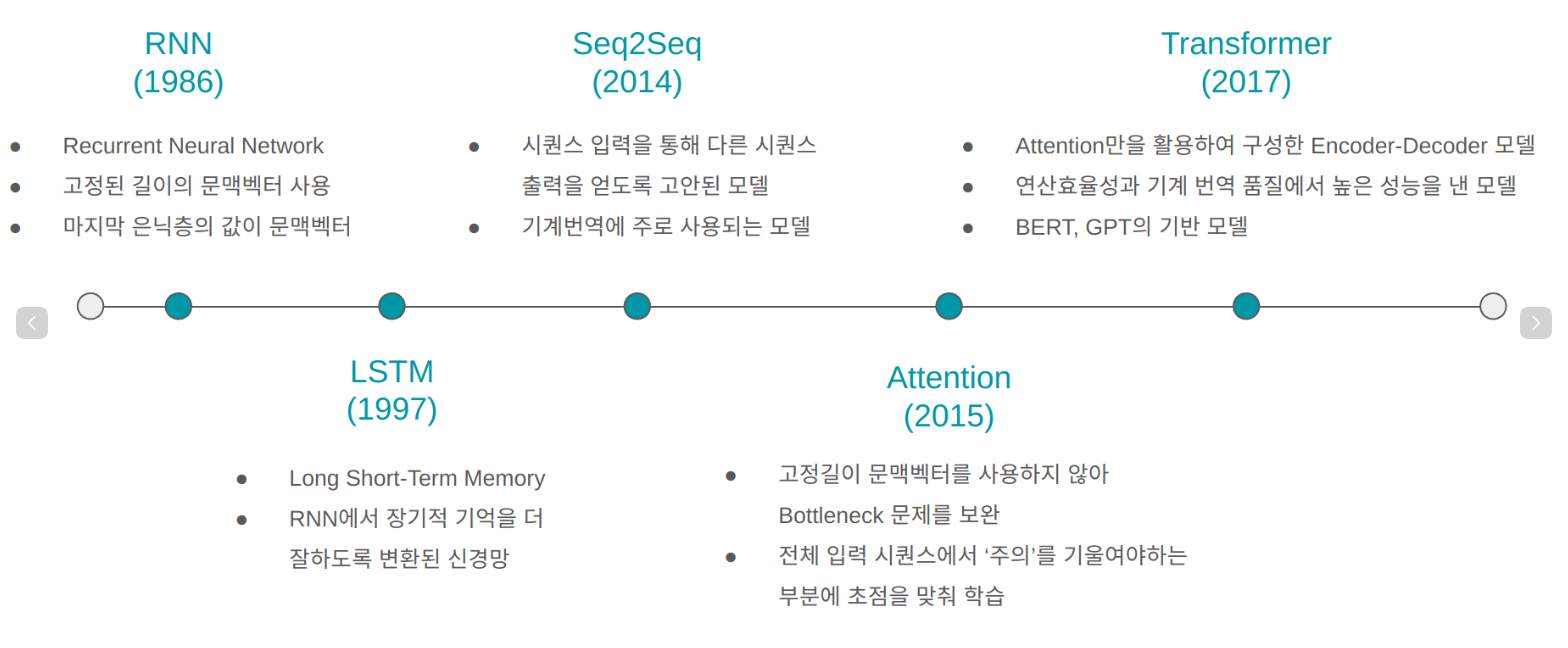 RNN
(1986)
● Recurrent Neural Network
● 고정된 길이의 문맥벡터 사용
● 마지막 은닉층의 값이 문맥벡터
Seq2Seq
(2014)
● 시퀀스 입력을 통해 다른 시퀀스
출력을 얻도록 고안된 모델
● 기계번역에 주로 사용되는 모델
Transformer
(2017)
● Attention만을 활용하여 구성한 Encoder-Decoder 모델
● 연산효율성과 기계 번역 품질에서 높은 성능을 낸 모델
● BERT, GPT의 기반 모델
LSTM
(1997)
● Long Short-Term Memory
● RNN에서 장기적 기억을 더
잘하도록 변환된 신경망
Attention
(2015)
● 고정길이 문맥벡터를 사용하지 않아
Bottleneck 문제를 보완
● 전체 입력 시퀀스에서 ‘주의’를 기울여야하는
부분에 초점을 맞춰 학습